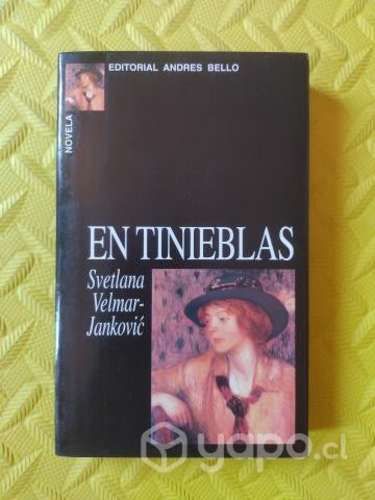 EDITORIAL ANDRES BELLO
NOVELA
EN TINIEBLAS
Svetlana
Velmar-
Janković
yapo.cl